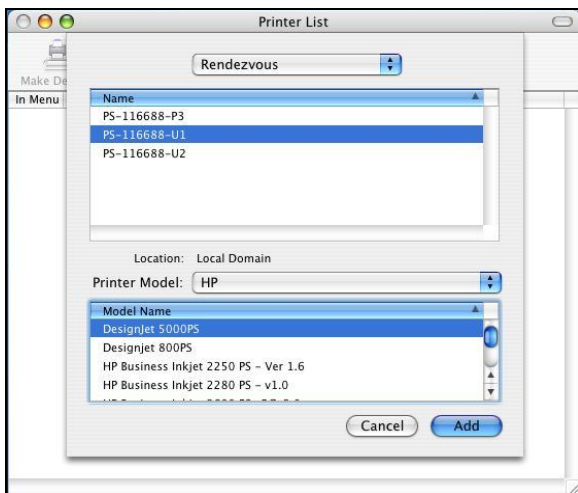 Printer List
Rendezvous
Make De
In Menu
Name
PS-116688-P3
PS-116688-U1
PS-116688-U2
Location: Local Domain
Printer Model: HP
Model Name
DesignJet 5000PS
Designjet 800PS
HP Business Inkjet 2250 PS - Ver 1.6
HP Business Inkjet 2280 PS - v1.0
Cancel Add